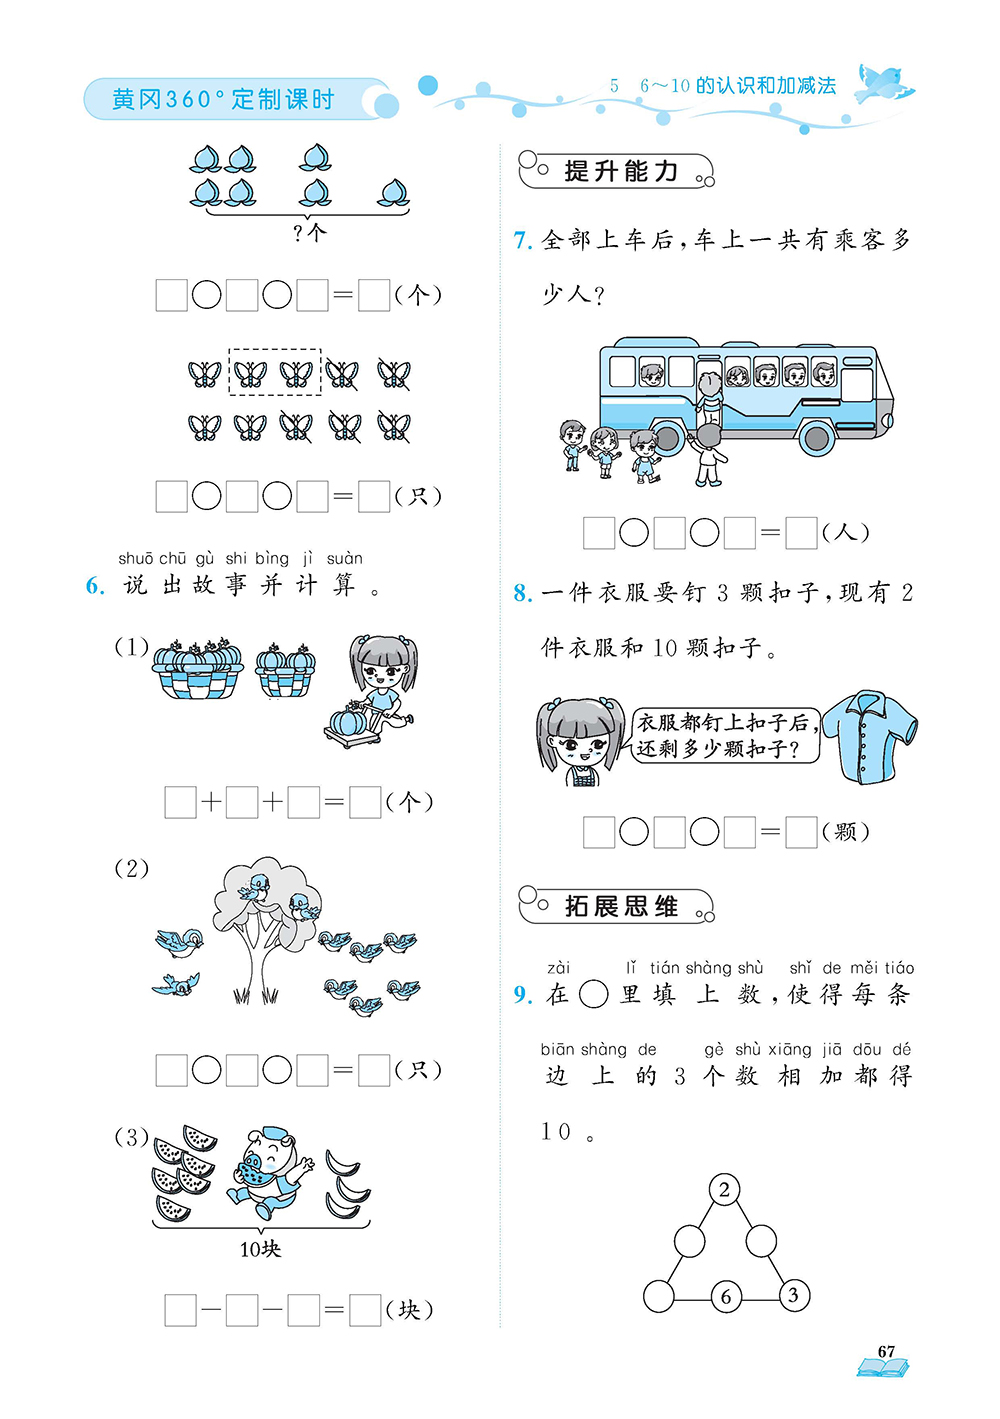 黄冈360°定制课时
5 6～10的认识和加减法
?个
□○□○□=□(个)
□○□○□=□(只)
shuō chū gù shi bìng jì suàn
6. 说出故事并计算。
(1)
□+□+□=□(个)
(2)
□○□○□=□(只)
(3)
10块
□-□-□=□(块)
提升能力
7. 全部上车后,车上一共有乘客多
少人?
□○□○□=□(人)
8. 一件衣服要钉 3 颗扣子,现有 2
件衣服和 10 颗扣子。
衣服都钉上扣子后,
还剩多少颗扣子?
□○□○□=□(颗)
拓展思维
zài lǐ tián shàng shù shǐ de měi tiáo
9. 在○里填上数,使得每条
biān shàng de gè shù xiāng jiā dōu dé
边上的 3 个数相加都得
10 。
2
6 3
67